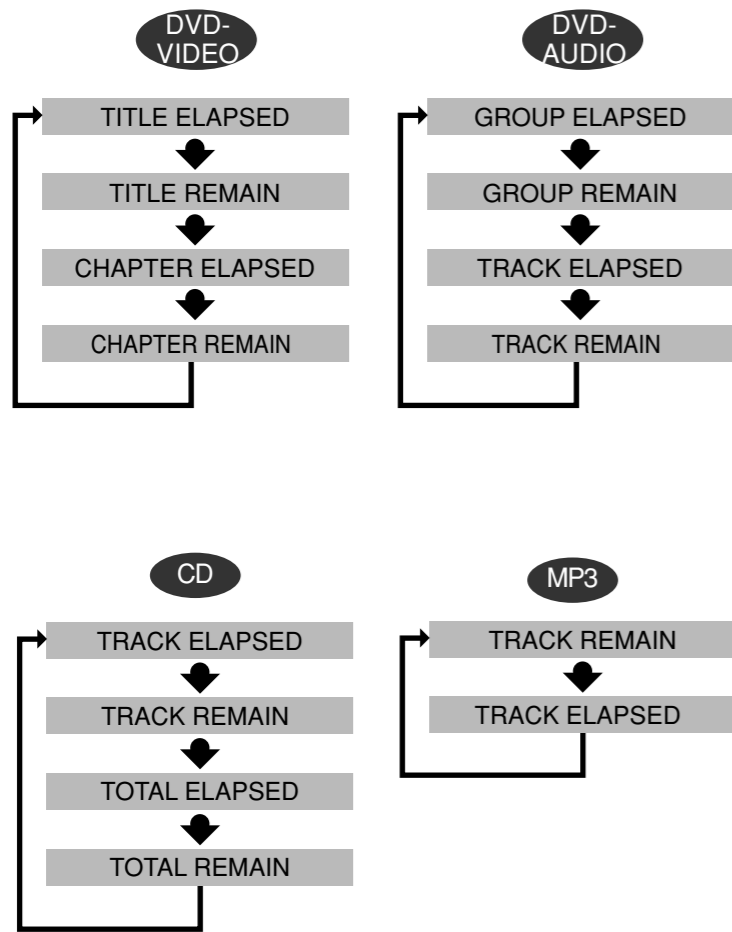 DVD-
VIDEO
TITLE ELAPSED
TITLE REMAIN
CHAPTER ELAPSED
CHAPTER REMAIN
DVD-
AUDIO
GROUP ELAPSED
GROUP REMAIN
TRACK ELAPSED
TRACK REMAIN
CD
TRACK ELAPSED
TRACK REMAIN
TOTAL ELAPSED
TOTAL REMAIN
MP3
TRACK REMAIN
TRACK ELAPSED